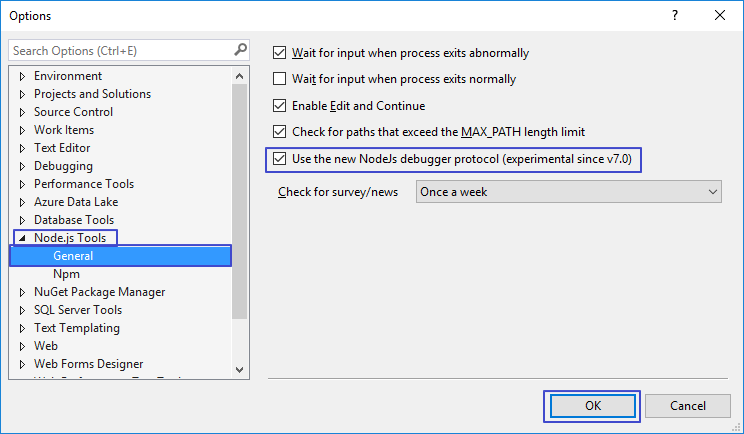 Options
Search Options (Ctrl+E)
Environment
Projects and Solutions
Source Control
Work Items
Text Editor
Debugging
Performance Tools
Azure Data Lake
Database Tools
Node.js Tools
General
Npm
NuGet Package Manager
SQL Server Tools
Text Templating
Web
Web Forms Designer
Wait for input when process exits abnormally
Wait for input when process exits normally
Enable Edit and Continue
Check for paths that exceed the MAX_PATH length limit
Use the new NodeJs debugger protocol (experimental since v7.0)
Check for survey/news
Once a week
OK
Cancel